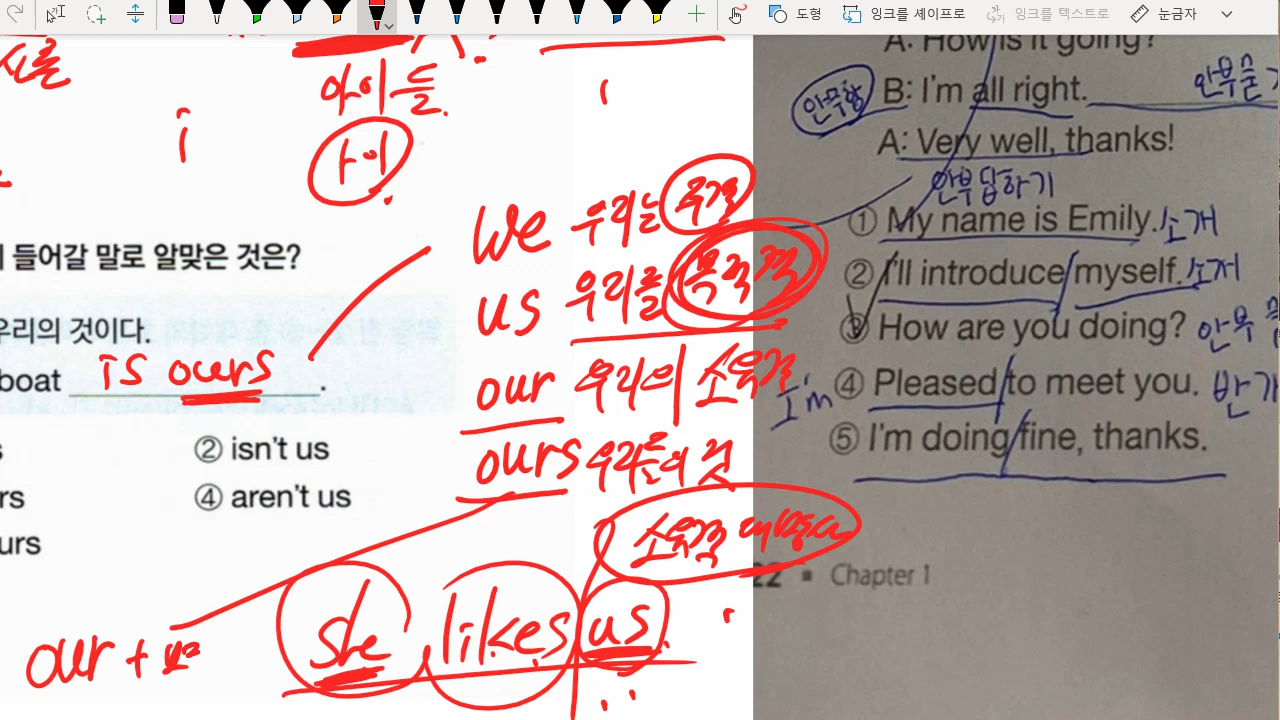 도형
잉크를 셰이프로
잉크를 텍스트로
눈금자
아이들.
아이
들어갈 말로 알맞은 것은?
우리의 것이다.
boat is ours.
② isn't us
rs
④ aren't us
urs
We 우리는 주격
us 우리를 목적격
our 우리의 소유격
ours 우리들의 것
소유격 대명사
our +
she likes us.
A: How is it going?
안부함
B: I'm all right.
안부묻
A: Very well, thanks!
안부답하기
① My name is Emily. 소개
② I'll introduce myself. 소개
③ How are you doing? 안부
I'm ④ Pleased to meet you. 반
⑤ I'm doing fine, thanks.
22 ■ Chapter 1